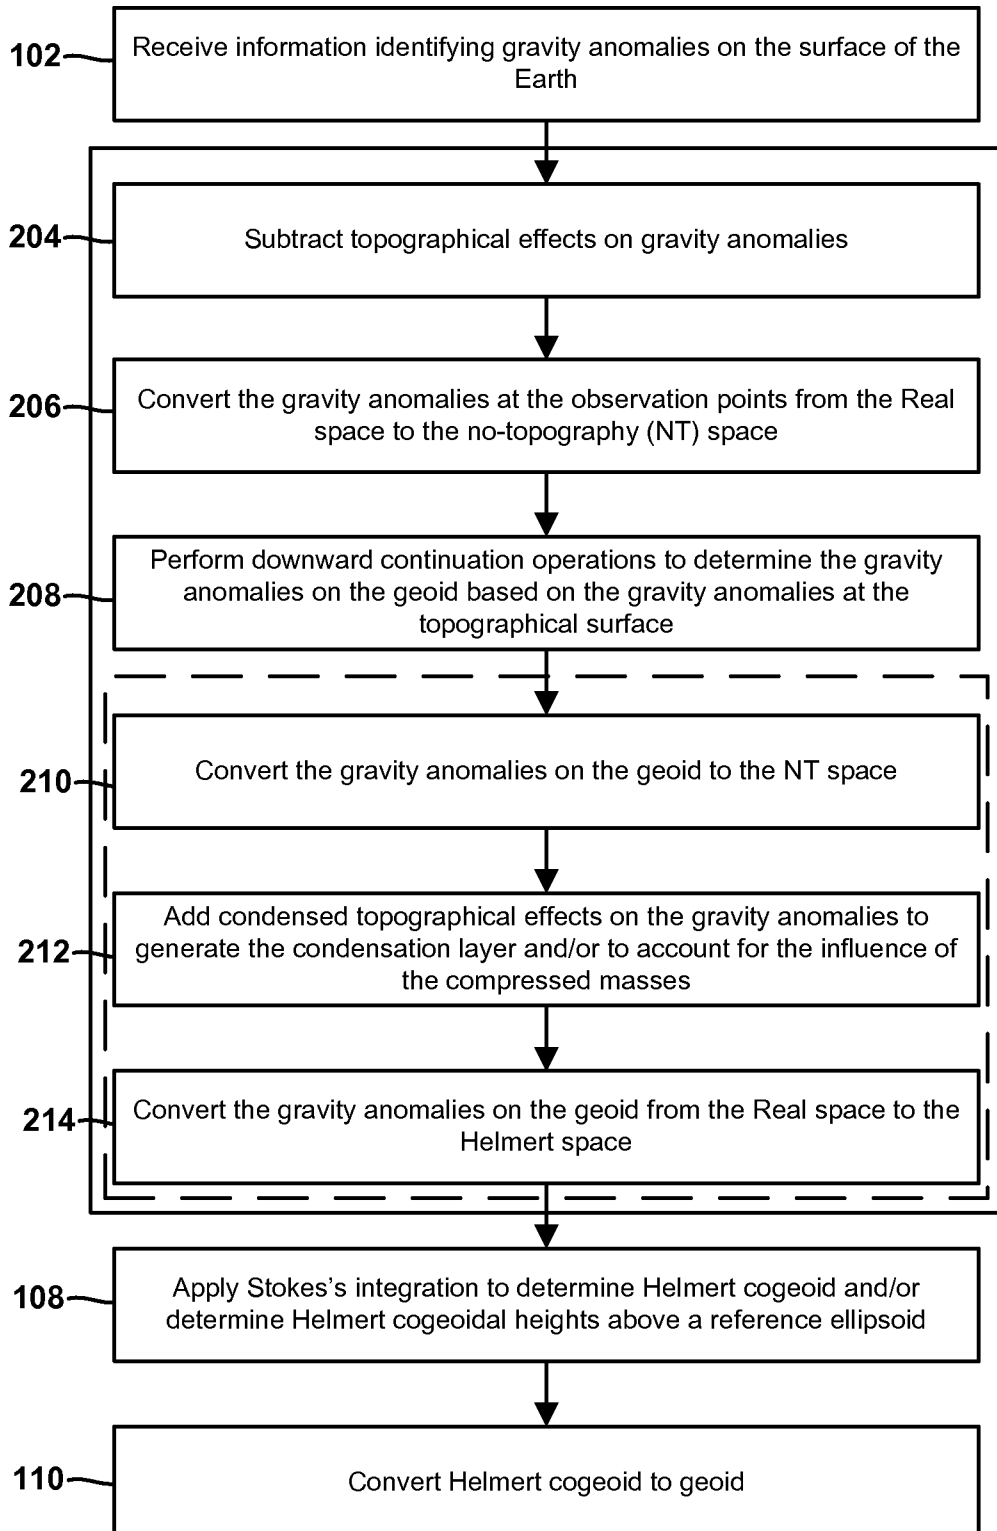 102
Receive information identifying gravity anomalies on the surface of the
Earth
204
Subtract topographical effects on gravity anomalies
206
Convert the gravity anomalies at the observation points from the Real
space to the no-topography (NT) space
208
Perform downward continuation operations to determine the gravity
anomalies on the geoid based on the gravity anomalies at the
topographical surface
210
Convert the gravity anomalies on the geoid to the NT space
212
Add condensed topographical effects on the gravity anomalies to
generate the condensation layer and/or to account for the influence of
the compressed masses
214
Convert the gravity anomalies on the geoid from the Real space to the
Helmert space
108
Apply Stokes's integration to determine Helmert cogeoid and/or
determine Helmert cogeoidal heights above a reference ellipsoid
110
Convert Helmert cogeoid to geoid